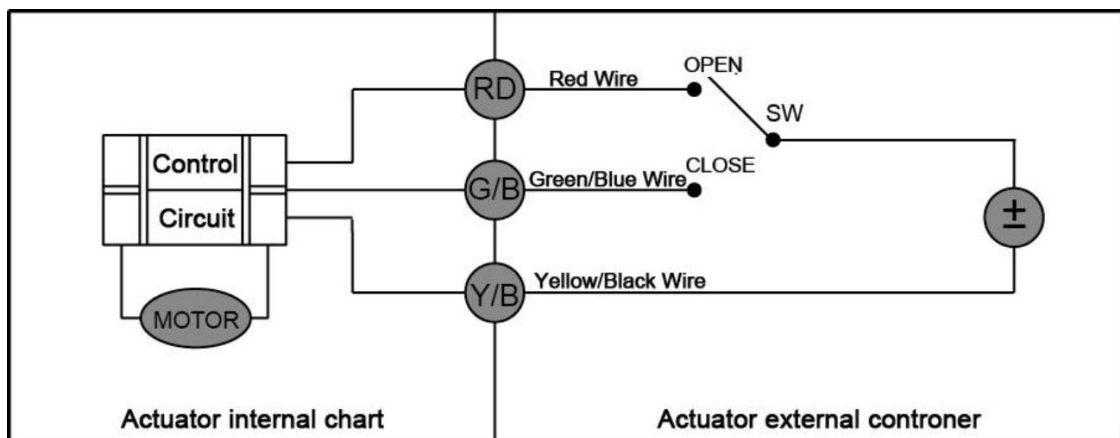 OPEN
RD
Red Wire
SW
Control
CLOSE
G/B
Green/Blue Wire
Circuit
±
Y/B
Yellow/Black Wire
MOTOR
Actuator internal chart
Actuator external controner